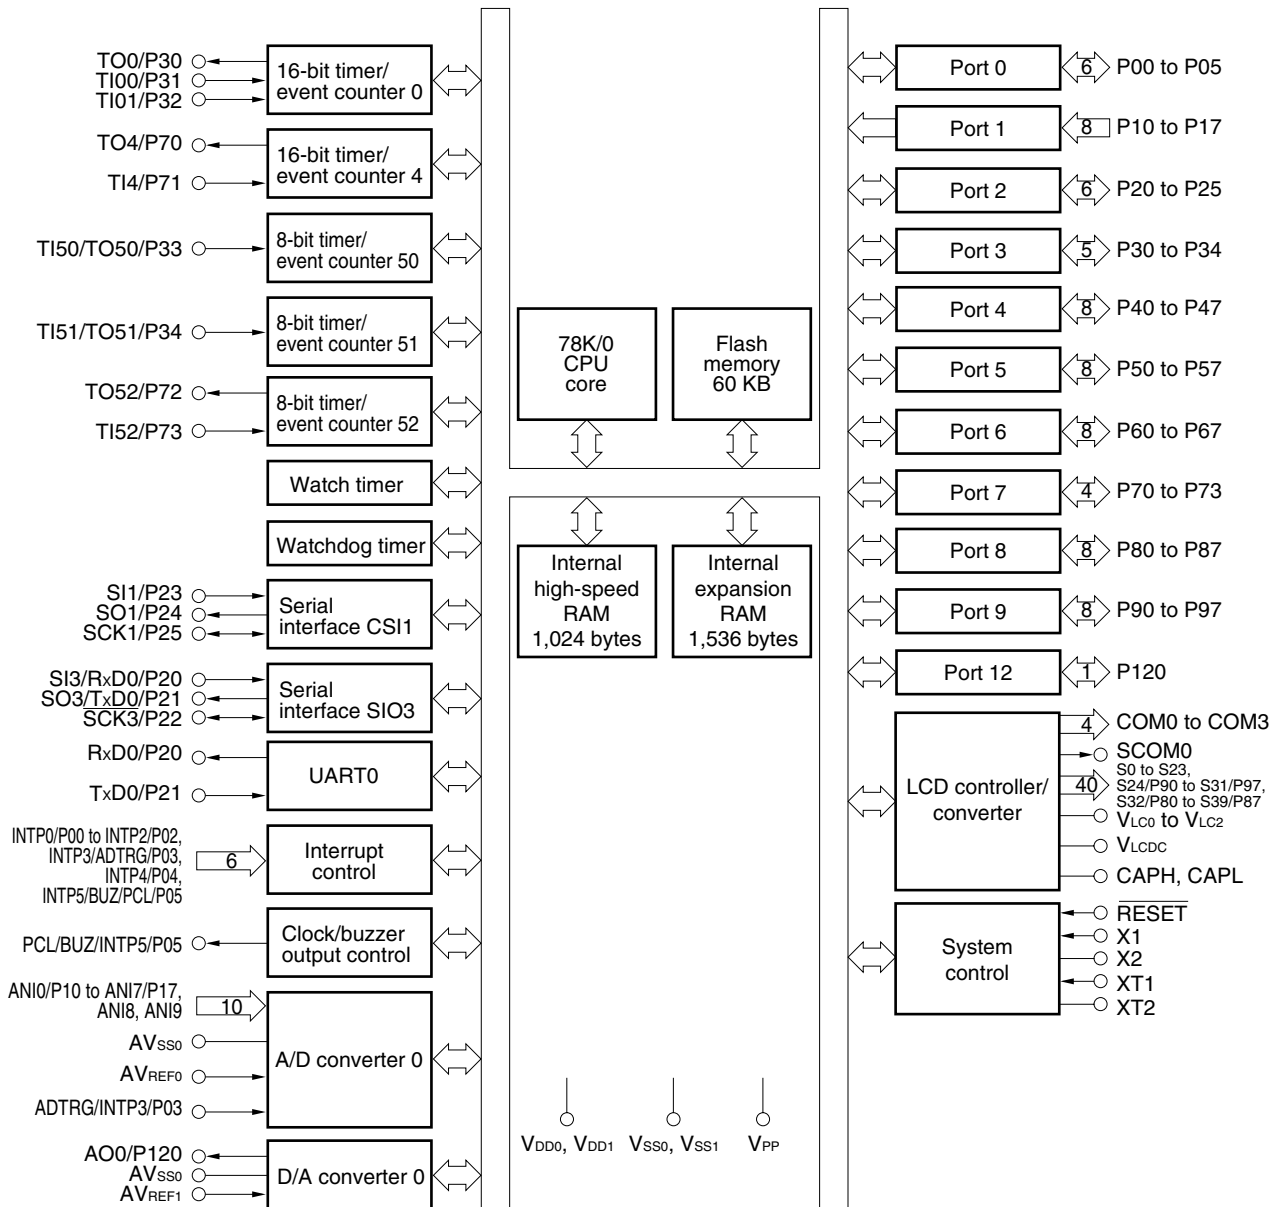 TO0/P30
TI00/P31
TI01/P32
16-bit timer/
event counter 0
TO4/P70
TI4/P71
16-bit timer/
event counter 4
TI50/TO50/P33
8-bit timer/
event counter 50
TI51/TO51/P34
8-bit timer/
event counter 51
TO52/P72
TI52/P73
8-bit timer/
event counter 52
Watch timer
Watchdog timer
SI1/P23
SO1/P24
SCK1/P25
Serial
interface CSI1
SI3/RxD0/P20
SO3/TxD0/P21
SCK3/P22
Serial
interface SIO3
RxD0/P20
TxD0/P21
UART0
INTP0/P00 to INTP2/P02,
INTP3/ADTRG/P03,
INTP4/P04,
INTP5/BUZ/PCL/P05
6
Interrupt
control
PCL/BUZ/INTP5/P05
Clock/buzzer
output control
ANI0/P10 to ANI7/P17,
ANI8, ANI9
10
AVSS0
AVREF0
ADTRG/INTP3/P03
A/D converter 0
AO0/P120
AVSS0
AVREF1
D/A converter 0
78K/0
CPU
core
Flash
memory
60 KB
Internal
high-speed
RAM
1,024 bytes
Internal
expansion
RAM
1,536 bytes
VDD0, VDD1
VSS0, VSS1
VPP
Port 0
6
P00 to P05
Port 1
8
P10 to P17
Port 2
6
P20 to P25
Port 3
5
P30 to P34
Port 4
8
P40 to P47
Port 5
8
P50 to P57
Port 6
8
P60 to P67
Port 7
4
P70 to P73
Port 8
8
P80 to P87
Port 9
8
P90 to P97
Port 12
1
P120
LCD controller/
converter
4
COM0 to COM3
SCOM0
40
S0 to S23,
S24/P90 to S31/P97,
S32/P80 to S39/P87
VLC0 to VLC2
VLCDC
CAPH, CAPL
System
control
RESET
X1
X2
XT1
XT2